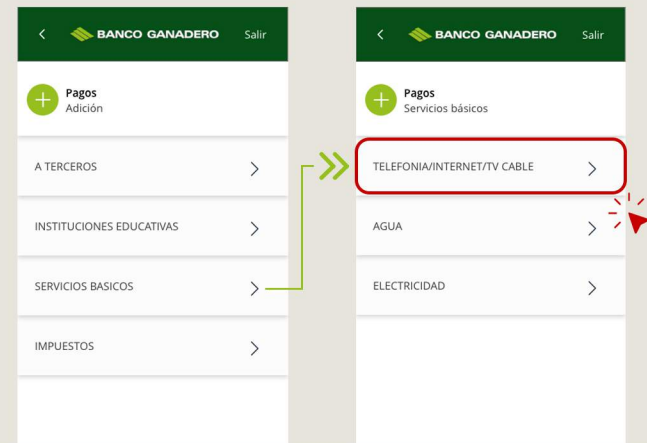 BANCO GANADERO Salir
Pagos
Adición
A TERCEROS
INSTITUCIONES EDUCATIVAS
SERVICIOS BASICOS
IMPUESTOS
BANCO GANADERO Salir
Pagos
Servicios básicos
TELEFONIA/INTERNET/TV CABLE
AGUA
ELECTRICIDAD